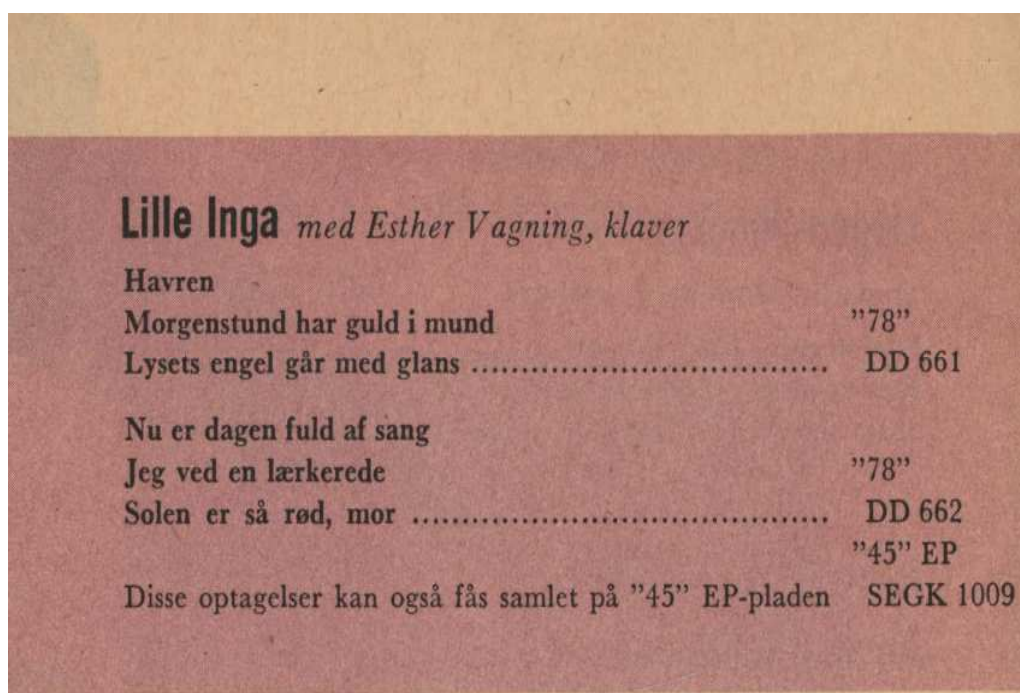 Lille Inga med Esther Vagning, klaver
Havren
Morgenstund har guld i mund ”78”
Lysets engel går med glans ................................... DD 661
Nu er dagen fuld af sang
Jeg ved en lærkerede ”78”
Solen er så rød, mor ......................................... DD 662
”45” EP
Disse optagelser kan også fås samlet på ”45” EP-pladen SEGK 1009